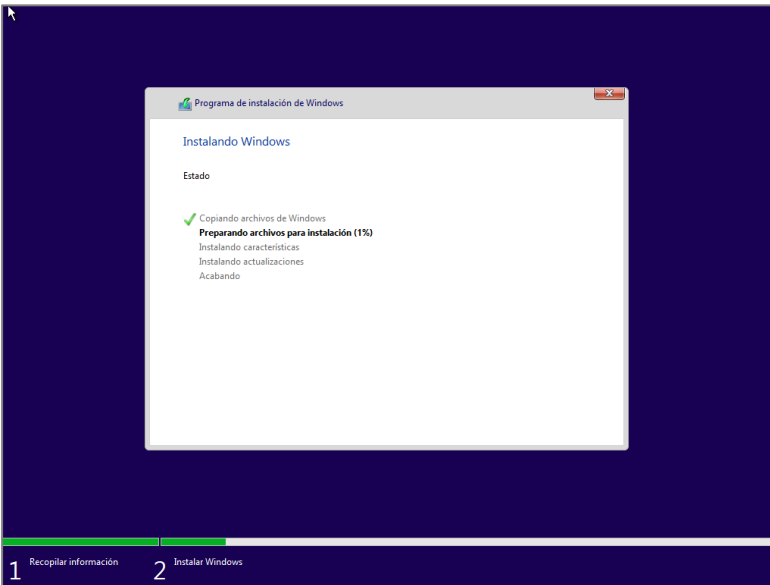 Programa de instalación de Windows
Instalando Windows
Estado
Copiando archivos de Windows
Preparando archivos para instalación (1%)
Instalando características
Instalando actualizaciones
Acabando
1 Recopilar información 2 Instalar Windows